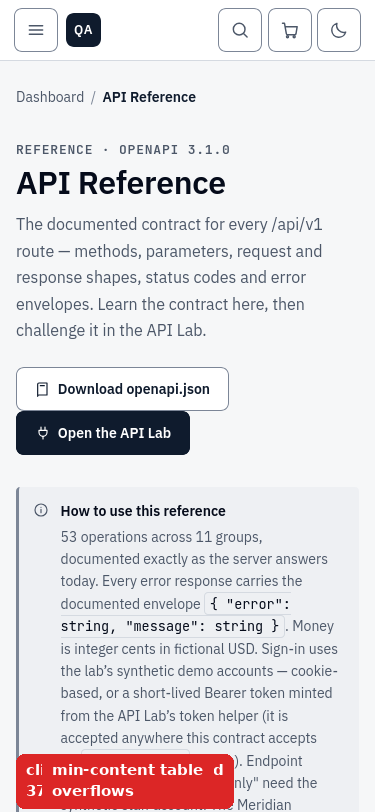 QA
Dashboard / API Reference
REFERENCE · OPENAPI 3.1.0
API Reference
The documented contract for every /api/v1
route — methods, parameters, request and
response shapes, status codes and error
envelopes. Learn the contract here, then
challenge it in the API Lab.
Download openapi.json
Open the API Lab
How to use this reference
53 operations across 11 groups,
documented exactly as the server answers
today. Every error response carries the
documented envelope { "error":
string, "message": string }. Money
is integer cents in fictional USD. Sign-in uses
the lab’s synthetic demo accounts — cookie-
based, or a short-lived Bearer token minted
from the API Lab’s token helper (it is
accepted anywhere this contract accepts
). Endpoint
only" need the
Meridian
min-content table
overflows